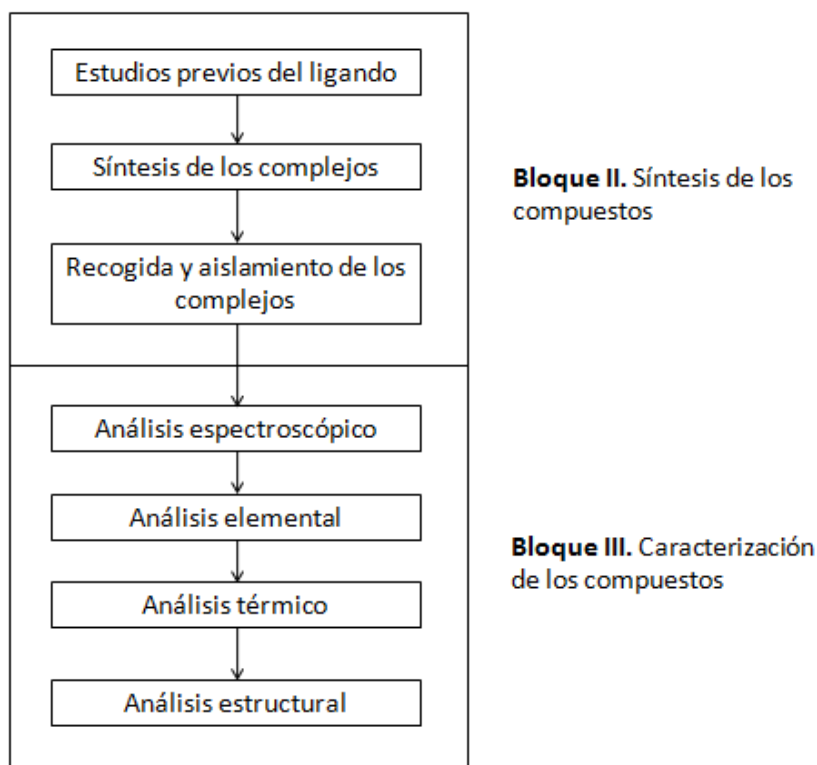 Estudios previos del ligando
Síntesis de los complejos
Recogida y aislamiento de los
complejos
Bloque II. Síntesis de los
compuestos
Análisis espectroscópico
Análisis elemental
Análisis térmico
Análisis estructural
Bloque III. Caracterización
de los compuestos